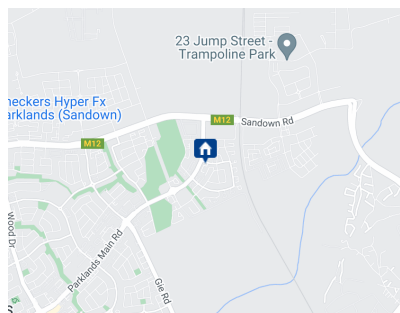 23 Jump Street -
Trampoline Park
neckers Hyper Fx
arklands (Sandown)
M12
Sandown Rd
M12
Wood Dr
Parklands Main Rd
Gie Rd
S